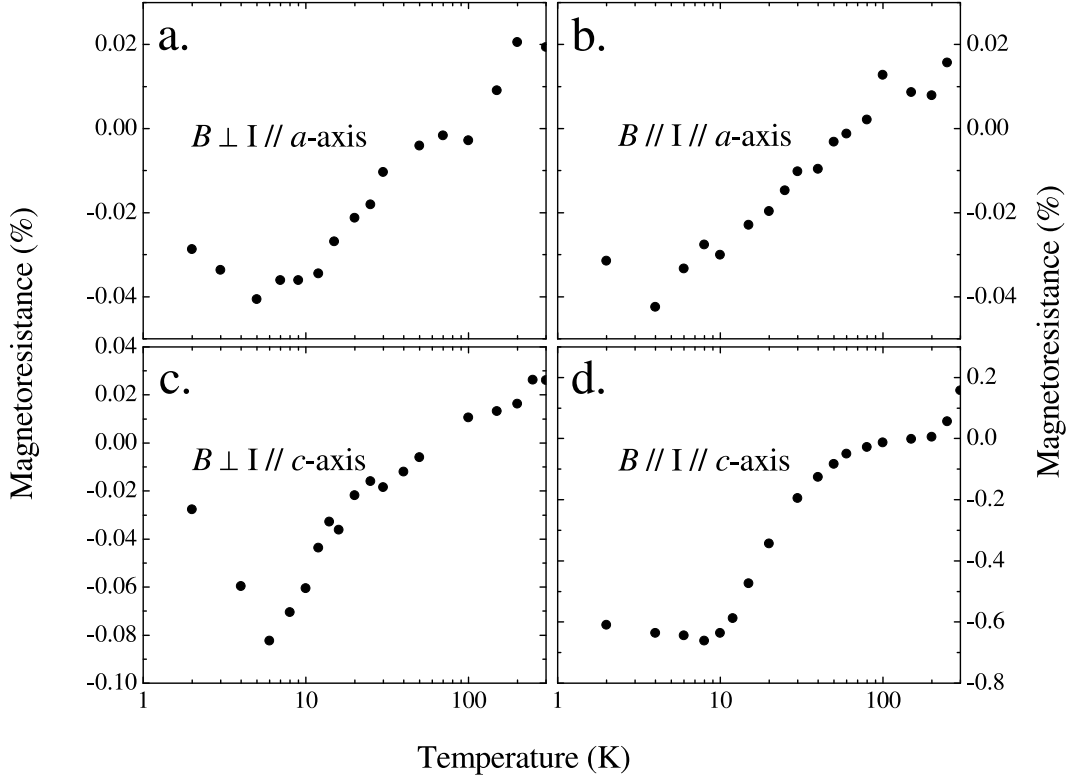 a.
b.
0.02
0.00
-0.02
-0.04
B ⊥ I // a-axis
B // I // a-axis
0.02
0.00
-0.02
-0.04
Magnetoresistance (%)
Magnetoresistance (%)
c.
d.
0.04
0.02
0.00
-0.02
-0.04
-0.06
-0.08
-0.10
B ⊥ I // c-axis
B // I // c-axis
0.2
0.0
-0.2
-0.4
-0.6
-0.8
1 10 100 1 10 100
Temperature (K)